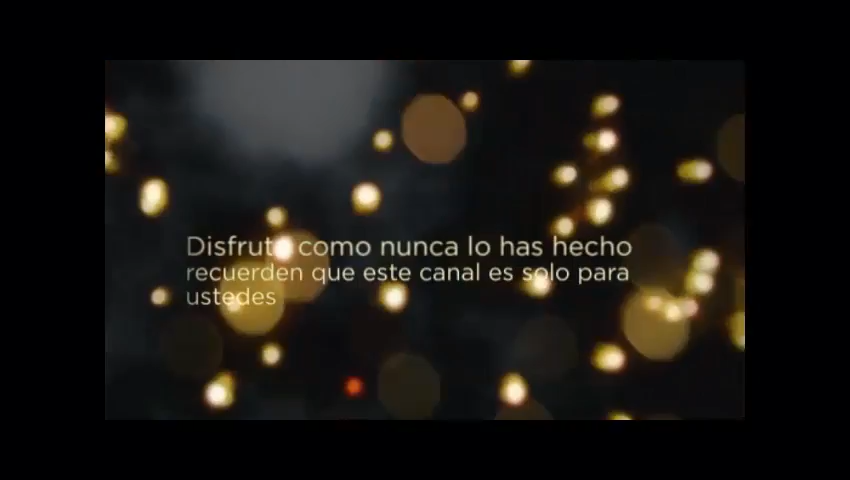 Disfruta como nunca lo has hecho
recuerden que este canal es solo para
ustedes